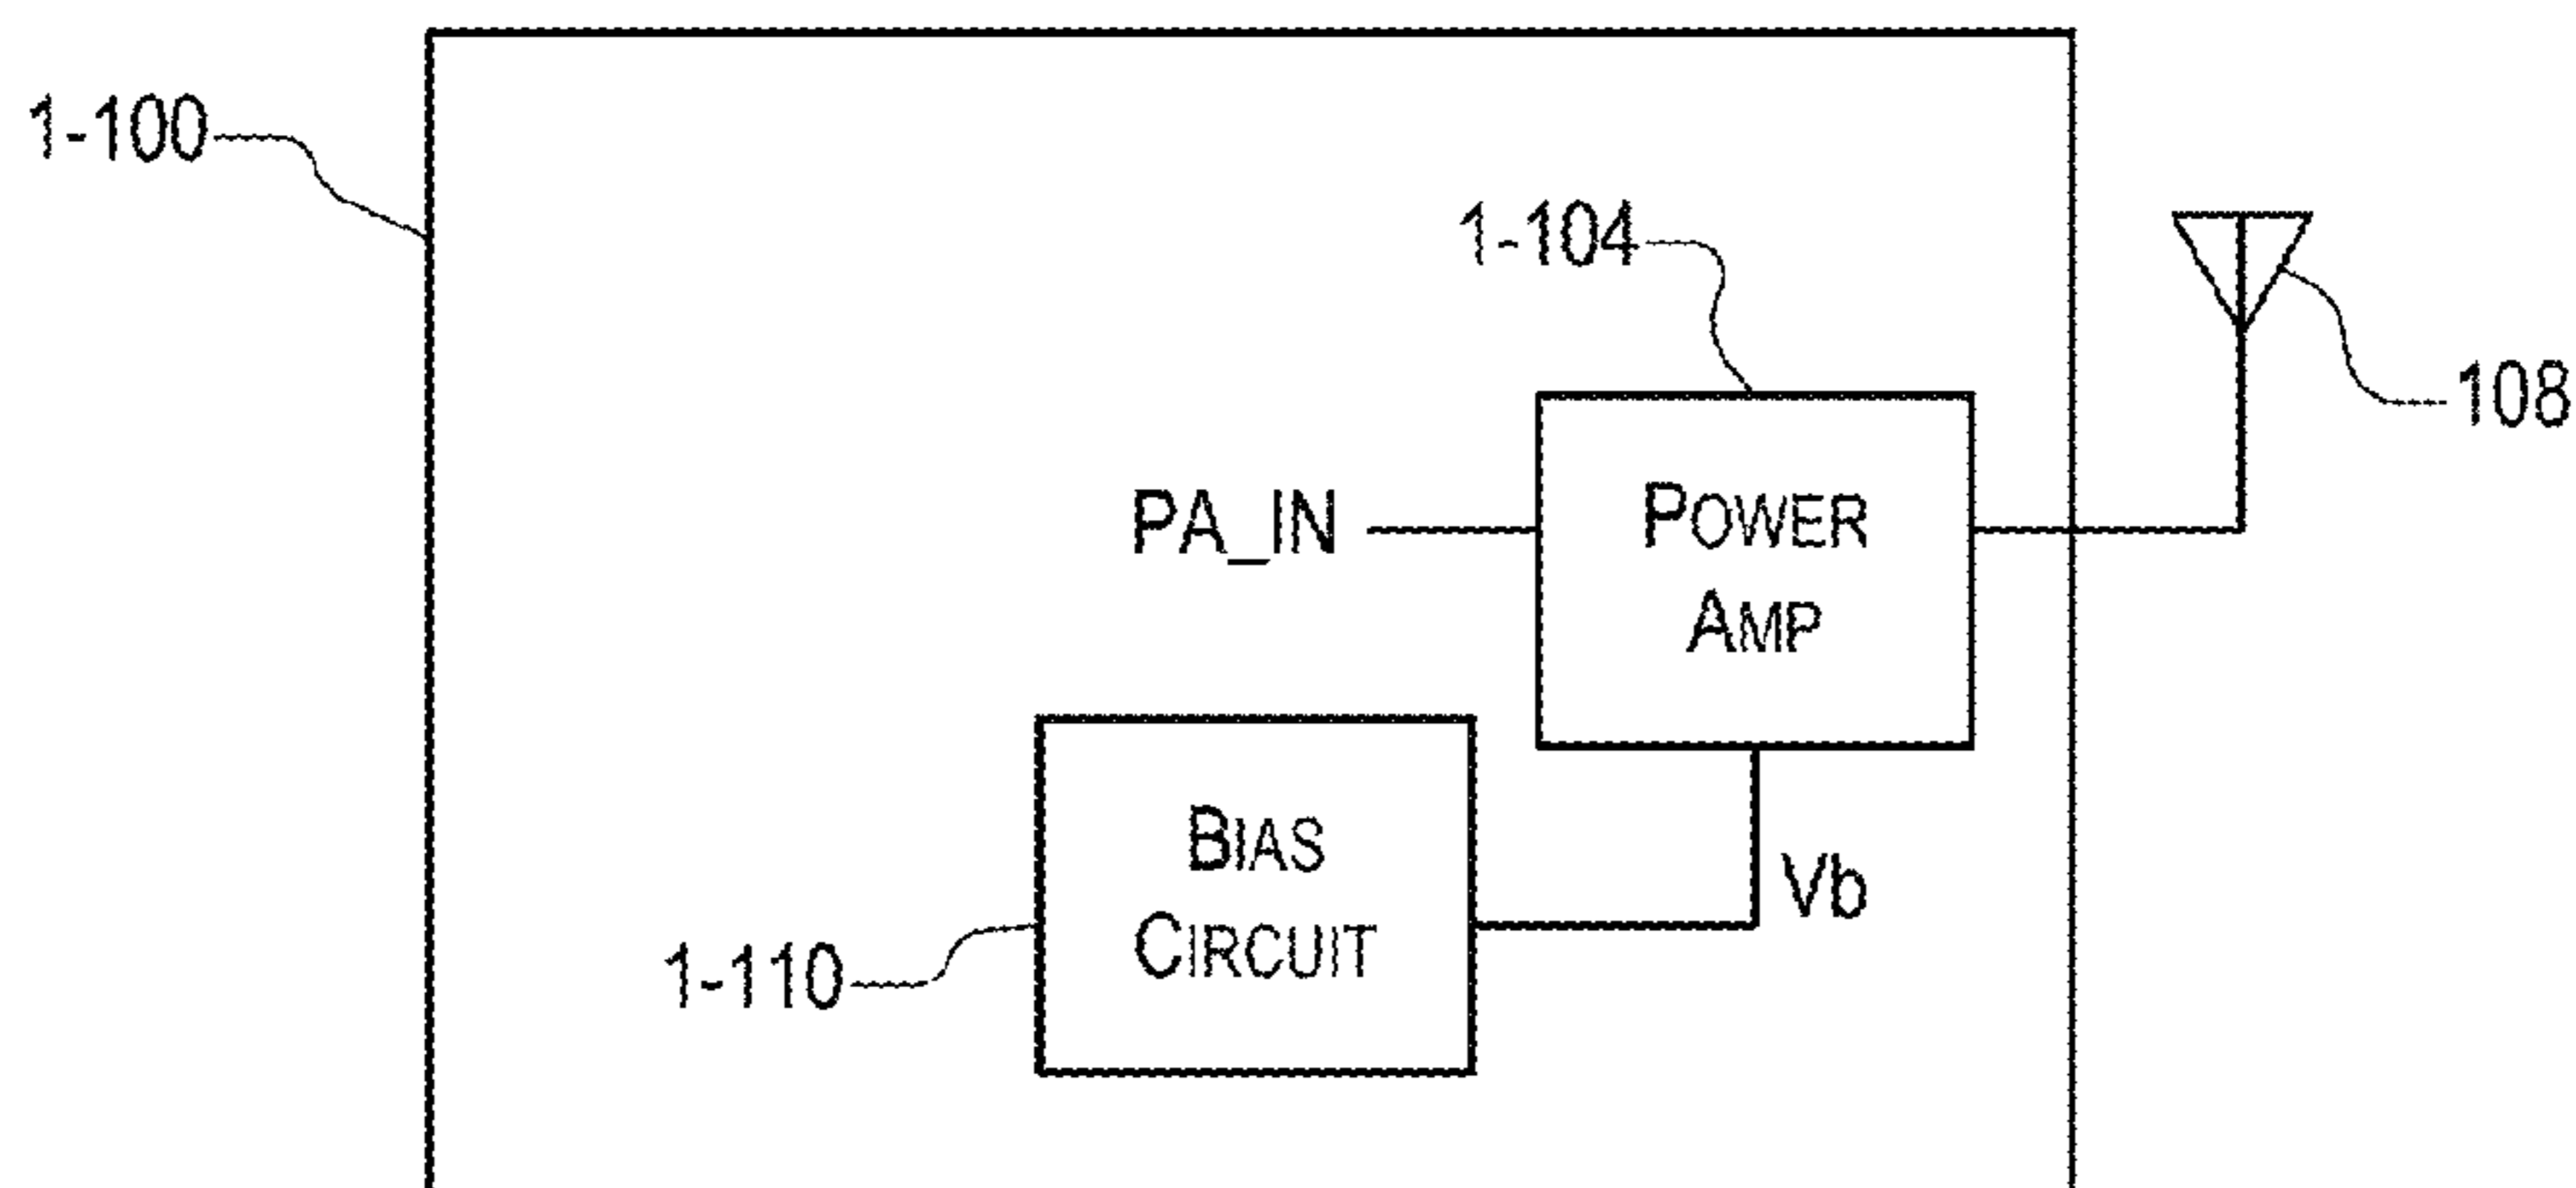 1-100
1-104
108
PA_IN
POWER
AMP
BIAS
CIRCUIT
Vb
1-110